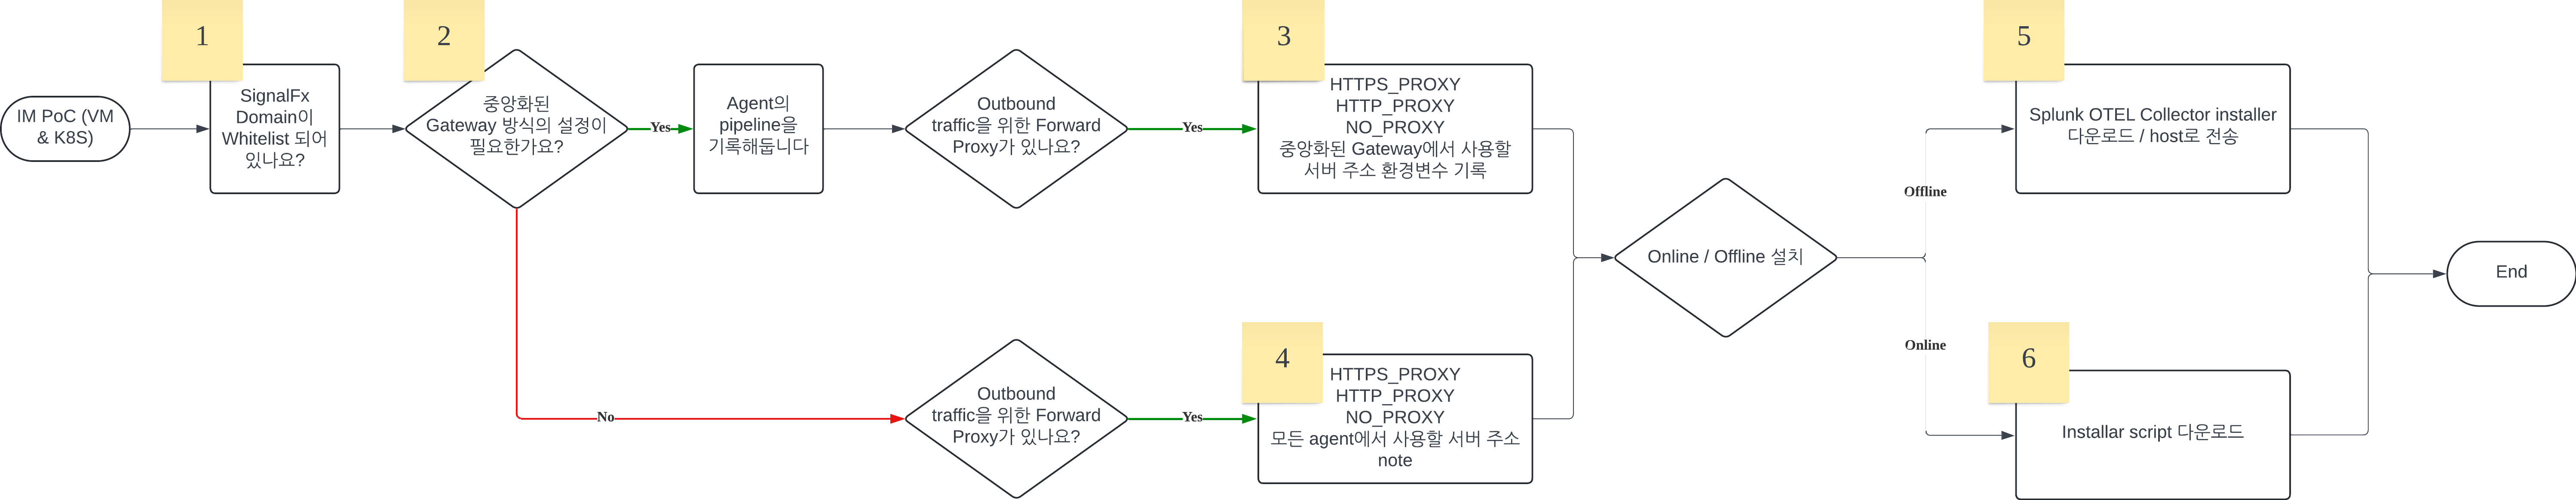 1
IM PoC (VM
& K8S)
SignalFx
Domain이
Whitelist 되어
있나요?
2
중앙화된
Gateway 방식의 설정이
필요한가요?
Yes
Agent의
pipeline을
기록해둡니다
Outbound
traffic을 위한 Forward
Proxy가 있나요?
Yes
3
HTTPS_PROXY
HTTP_PROXY
NO_PROXY
중앙화된 Gateway에서 사용할
서버 주소 환경변수 기록
No
Outbound
traffic을 위한 Forward
Proxy가 있나요?
Yes
4
HTTPS_PROXY
HTTP_PROXY
NO_PROXY
모든 agent에서 사용할 서버 주소
note
Online / Offline 설치
Offline
5
Splunk OTEL Collector installer
다운로드 / host로 전송
Online
6
Installar script 다운로드
End